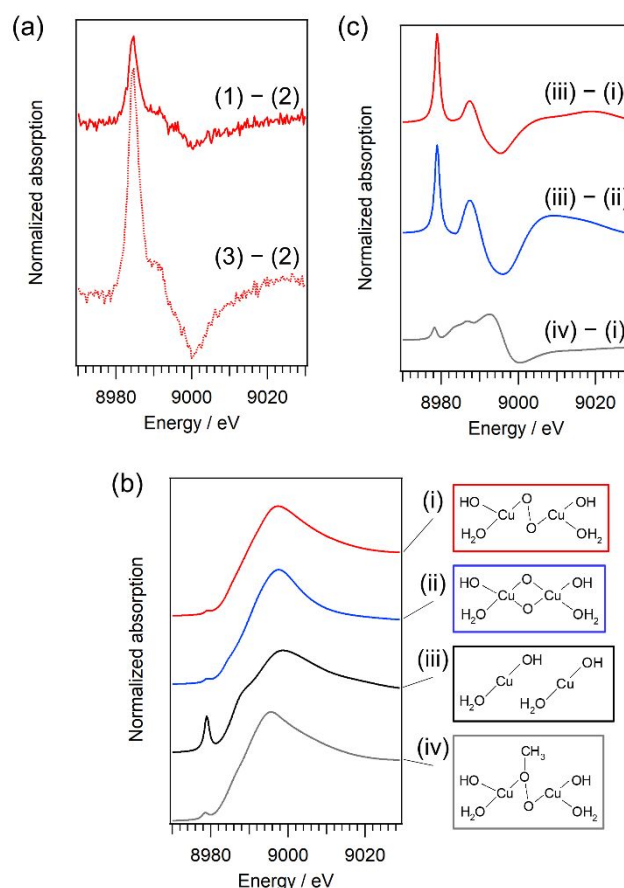 (a)
Normalized absorption
(1) − (2)
(3) − (2)
8980 9000 9020
Energy / eV
(c)
Normalized absorption
(iii) − (i)
(iii) − (ii)
(iv) − (i)
8980 9000 9020
Energy / eV
(b)
Normalized absorption
8980 9000 9020
Energy / eV
(i)
HO O OH
Cu Cu
H2O O OH2
(ii)
HO O OH
Cu Cu
H2O O OH2
(iii)
OH OH
Cu Cu
H2O H2O
(iv)
CH3
HO O OH
Cu Cu
H2O O OH2